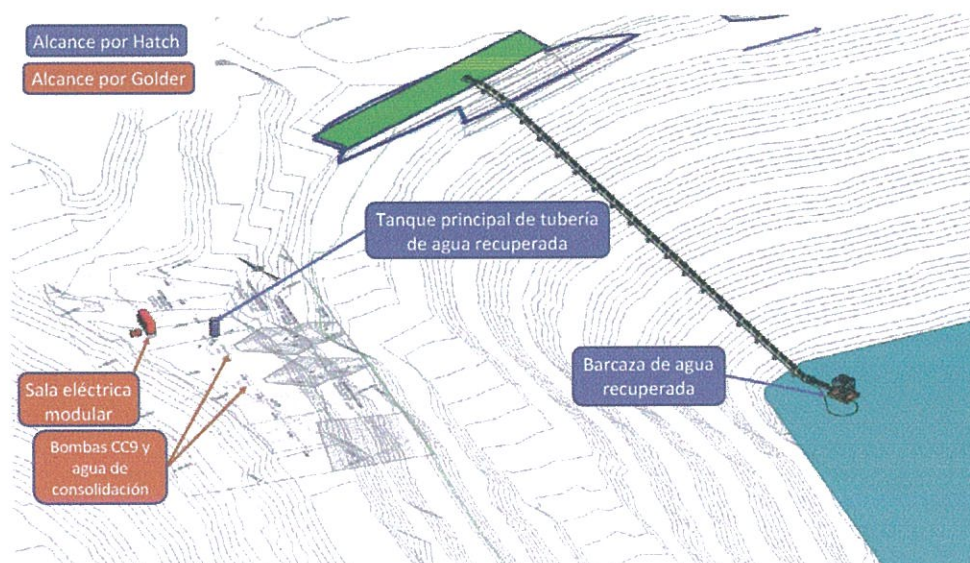 Alcance por Hatch
Alcance por Golder
Tanque principal de tubería
de agua recuperada
Barcaza de agua
recuperada
Sala eléctrica
modular
Bombas CC9 y
agua de
consolidación